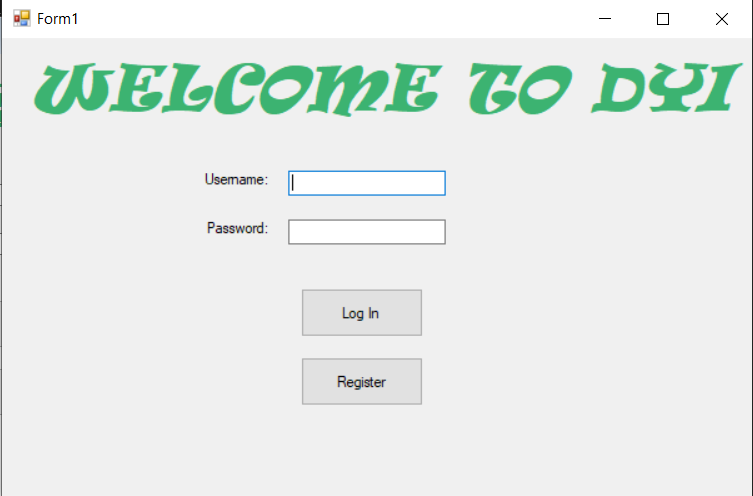 Form1
WELCOME TO DYI
Username:
Password:
Log In
Register